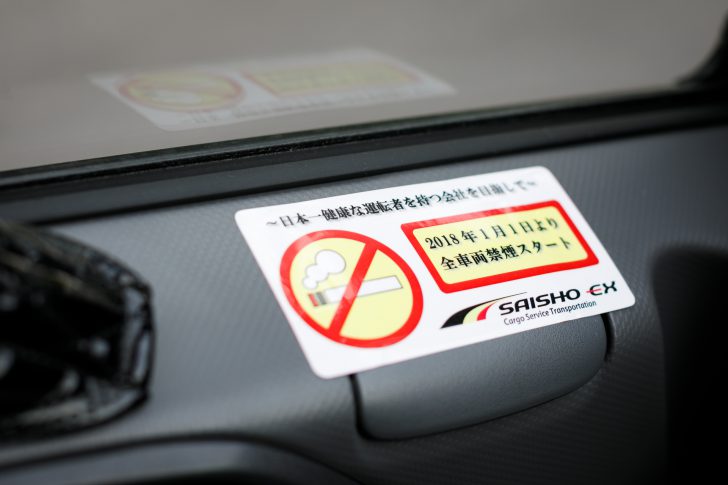 〜日本一健康な運転者を持つ会社を目指して〜
2018年1月1日より
全車両禁煙スタート
SAISHO EX
Cargo Service Transportation